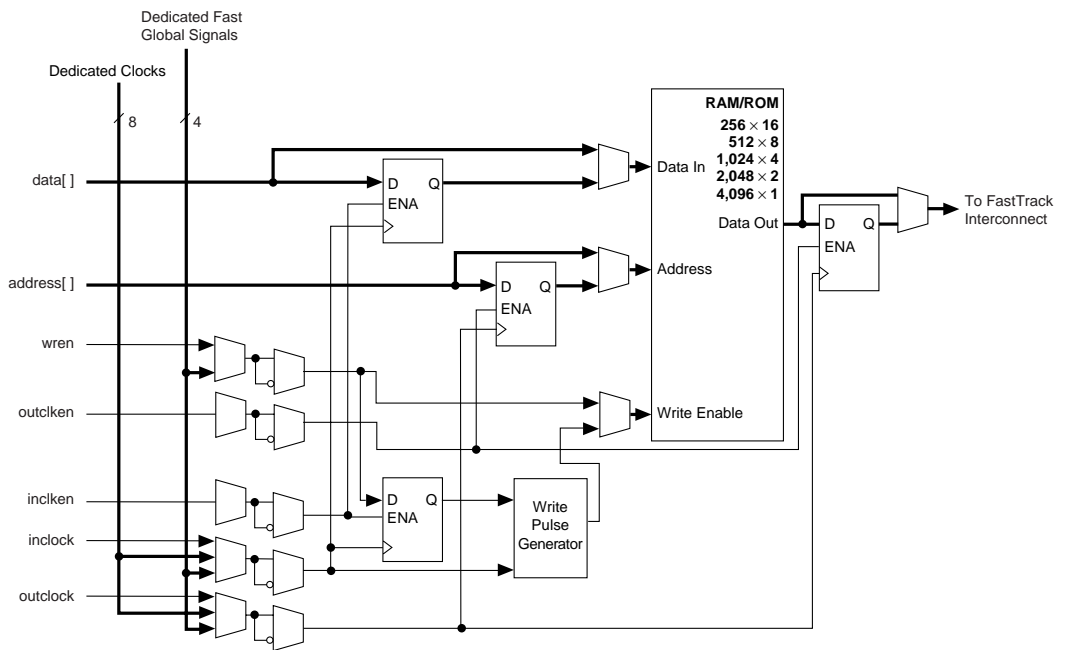 Dedicated Fast
Global Signals
Dedicated Clocks
8
4
RAM/ROM
256 × 16
512 × 8
1,024 × 4
2,048 × 2
4,096 × 1
data[ ]
D Q
ENA
Data In
Data Out
D Q
ENA
To FastTrack
Interconnect
address[ ]
D Q
ENA
Address
wren
outclken
Write Enable
inclken
D Q
ENA
Write
Pulse
Generator
inclock
outclock